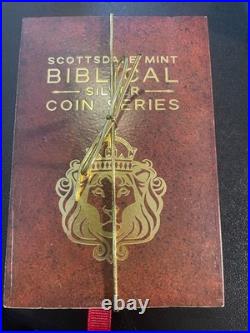 SCOTTSDALE MINT
BIBLICAL
SILVER
COIN SERIES